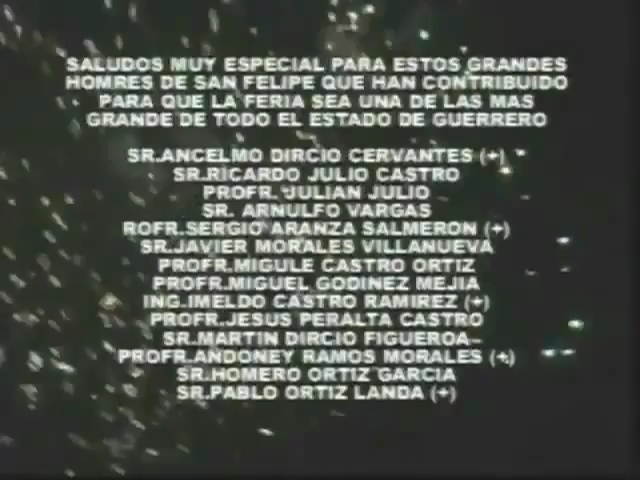 SALUDOS MUY ESPECIAL PARA ESTOS GRANDES
HOMRES DE SAN FELIPE QUE HAN CONTRIBUIDO
PARA QUE LA FERIA SEA UNA DE LAS MAS
GRANDE DE TODO EL ESTADO DE GUERRERO
SR.ANCELMO DIRCIO CERVANTES (+)
SR.RICARDO JULIO CASTRO
PROFR. JULIAN JULIO
SR. ARNULFO VARGAS
ROFR.SERGIO ARANZA SALMERON (+)
SR.JAVIER MORALES VILLANUEVA
PROFR.MIGULE CASTRO ORTIZ
PROFR.MIGUEL GODINEZ MEJIA
ING.IMELDO CASTRO RAMIREZ (+)
PROFR.JESUS PERALTA CASTRO
SR.MARTIN DIRCIO FIGUEROA
PROFR.ANDONEY RAMOS MORALES (+)
SR.HOMERO ORTIZ GARCIA
SR.PABLO ORTIZ LANDA (+)